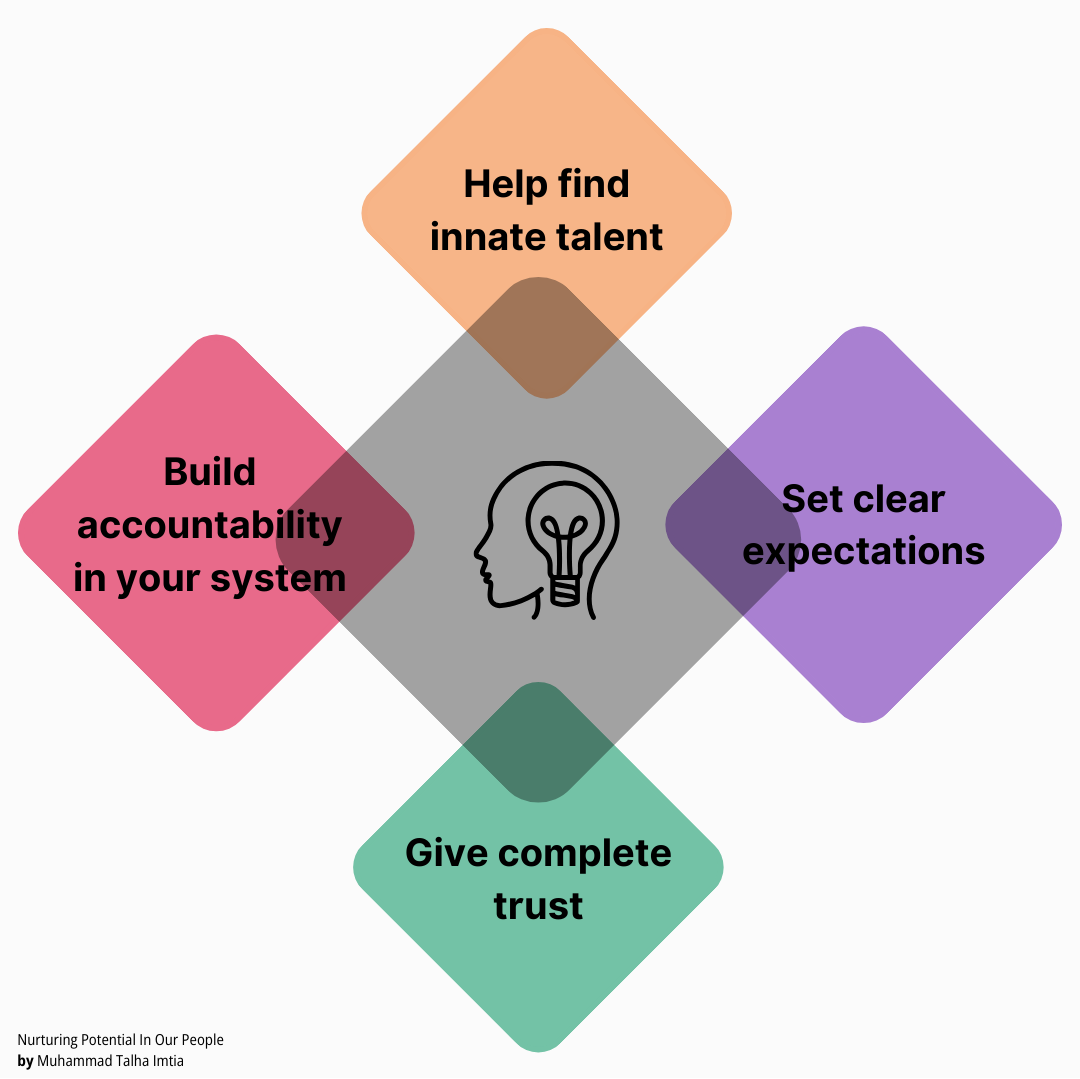 Help find
innate talent
Build
accountability
in your system
Set clear
expectations
Give complete
trust
Nurturing Potential In Our People
by Muhammad Talha Imtia